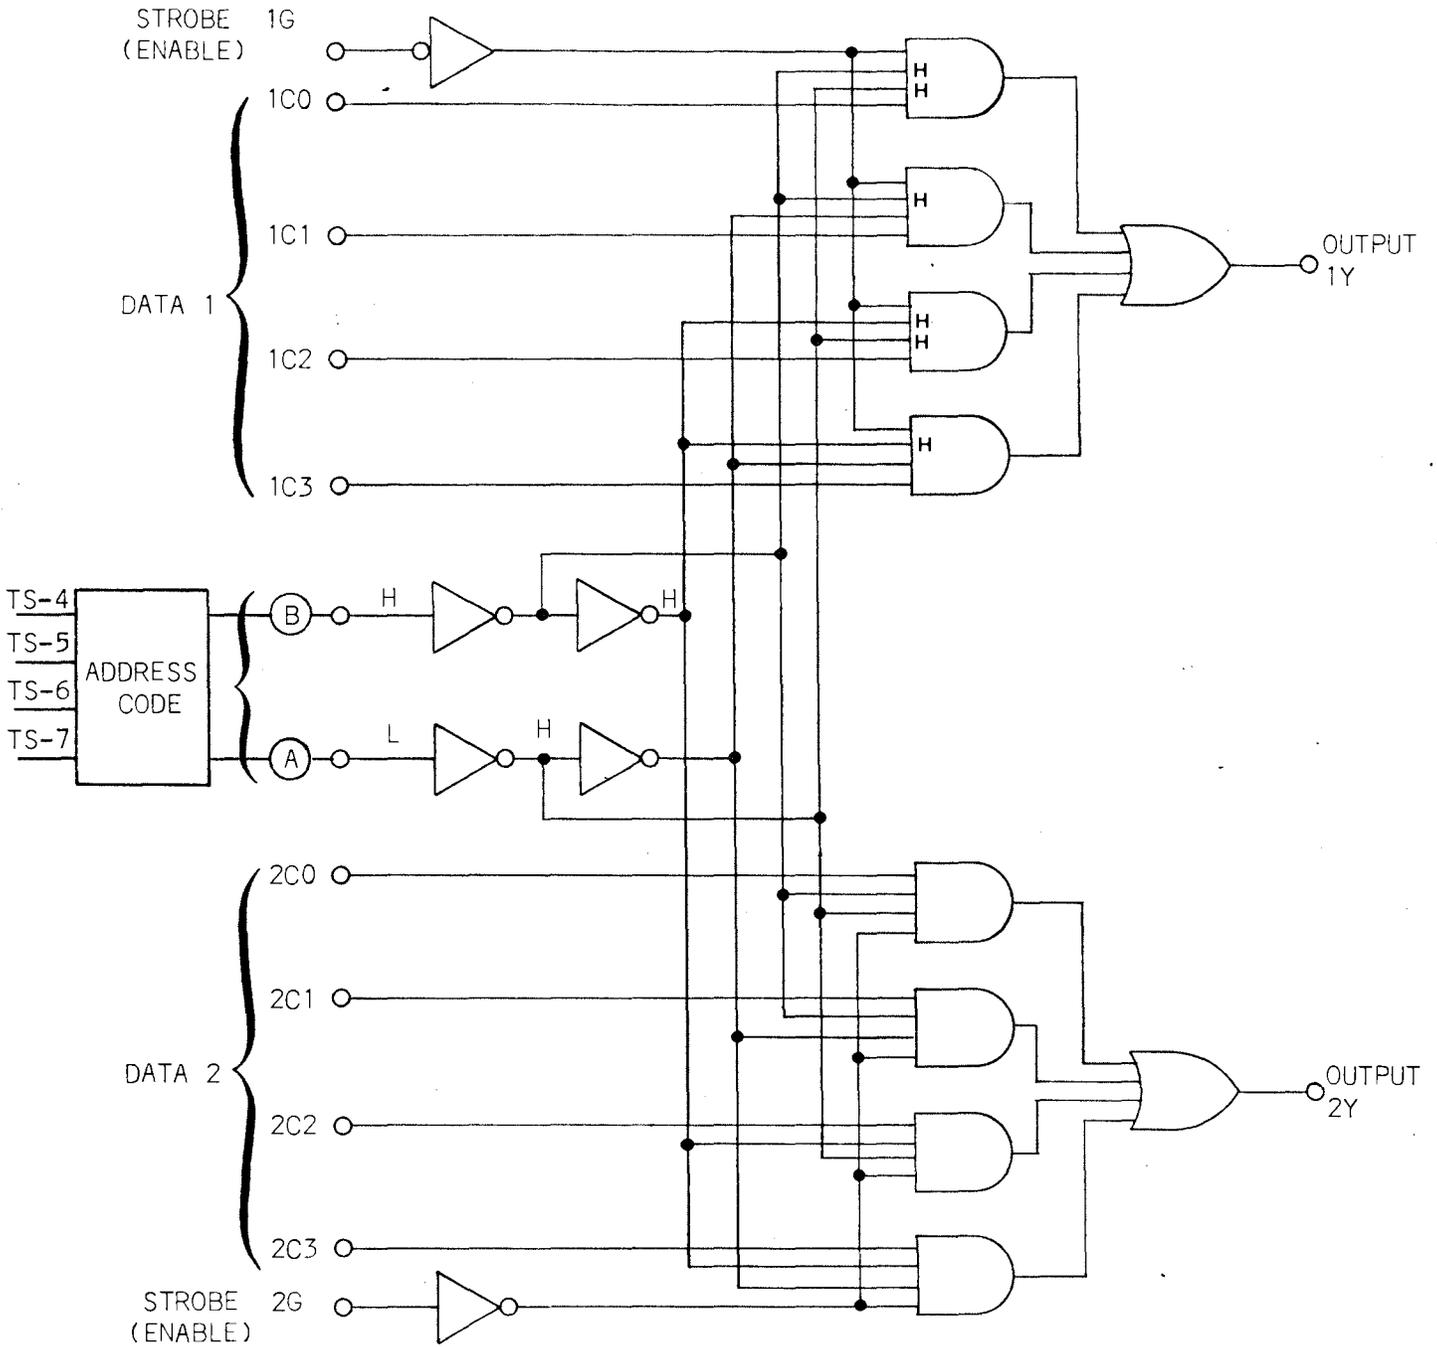 STROBE 1G
(ENABLE)
1C0
H
H
H
1C1
DATA 1
OUTPUT
1Y
H
H
1C2
H
1C3
TS-4
B
H
H
TS-5
ADDRESS
CODE
TS-6
TS-7
A
L
H
2C0
2C1
DATA 2
OUTPUT
2Y
2C2
2C3
STROBE 2G
(ENABLE)